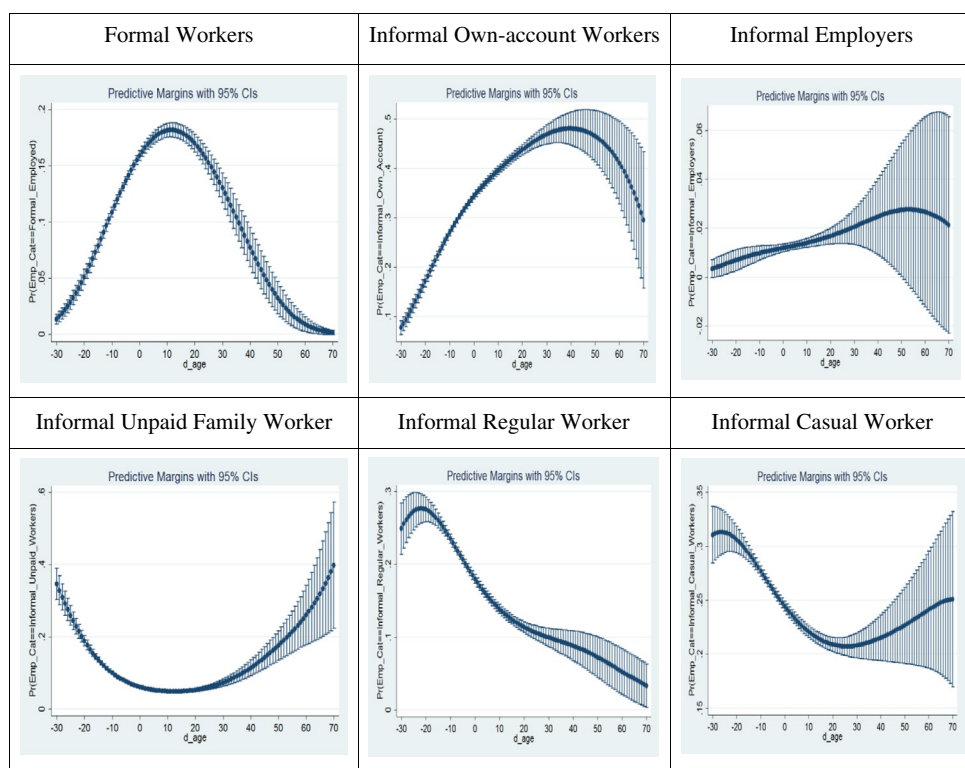 Formal Workers
Informal Own-account Workers
Informal Employers
Predictive Margins with 95% CIs
Pr(Emp_Cat==Formal_Employed)
.2
.15
.1
.05
0
-30 -20 -10 0 10 20 30 40 50 60 70
d_age
Predictive Margins with 95% CIs
Pr(Emp_Cat==Informal_Own_Account)
.5
.4
.3
.2
.1
-30 -20 -10 0 10 20 30 40 50 60 70
d_age
Predictive Margins with 95% CIs
Pr(Emp_Cat==Informal_Employers)
.06
.04
.02
0
-.02
-30 -20 -10 0 10 20 30 40 50 60 70
d_age
Informal Unpaid Family Worker
Informal Regular Worker
Informal Casual Worker
Predictive Margins with 95% CIs
Pr(Emp_Cat==Informal_Unpaid_Workers)
.6
.4
.2
0
-30 -20 -10 0 10 20 30 40 50 60 70
d_age
Predictive Margins with 95% CIs
Pr(Emp_Cat==Informal_Regular_Workers)
.3
.2
.1
0
-30 -20 -10 0 10 20 30 40 50 60 70
d_age
Predictive Margins with 95% CIs
Pr(Emp_Cat==Informal_Casual_Workers)
.35
.3
.25
.2
.15
-30 -20 -10 0 10 20 30 40 50 60 70
d_age